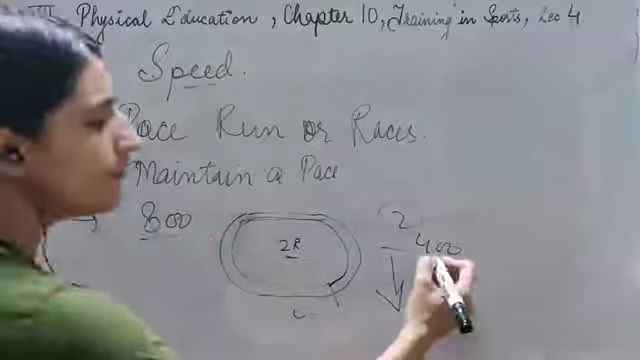 III Physical Education, Chapter 10, Training in Sports, Lec 4
Speed.
Pace Run or Races.
Maintain a Pace
→ 800
2R
2
400